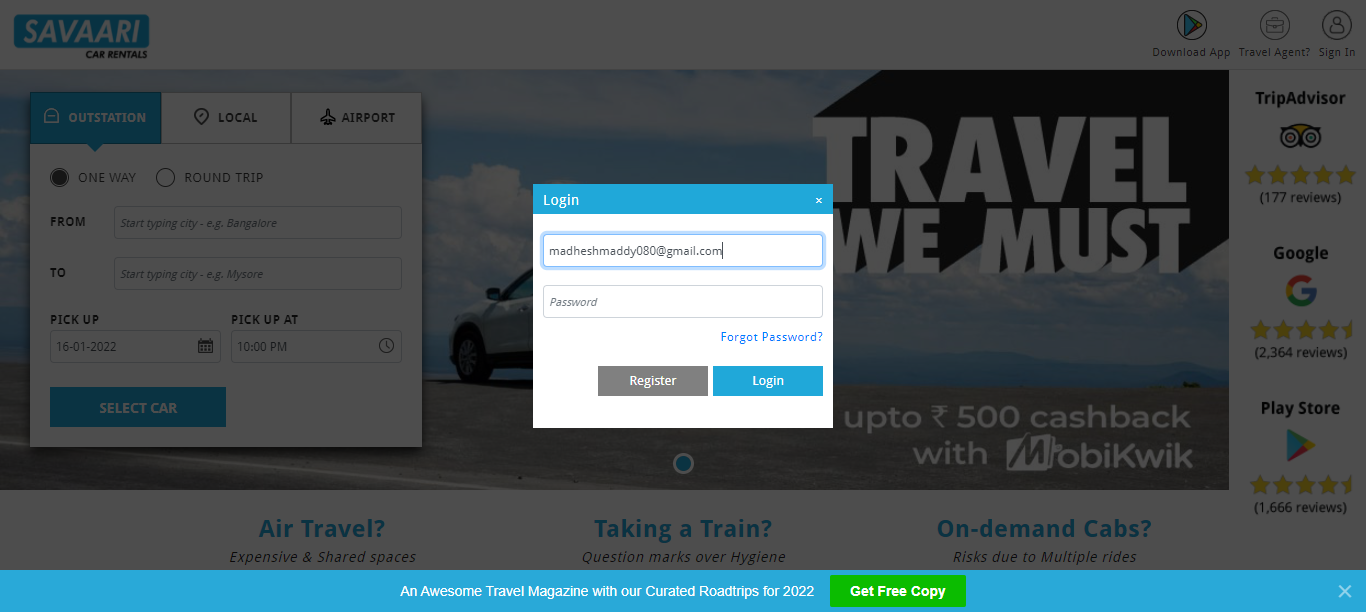 SAVAARI
CAR RENTALS
Download App
Travel Agent?
Sign In
OUTSTATION
LOCAL
AIRPORT
ONE WAY
ROUND TRIP
FROM
Start typing city - e.g. Bangalore
TO
Start typing city - e.g. Mysore
PICK UP
PICK UP AT
16-01-2022
10:00 PM
SELECT CAR
TRAVEL
WE MUST
upto ₹ 500 cashback
with MobiKwik
Login
×
madheshmaddy080@gmail.com
Password
Forgot Password?
Register
Login
TripAdvisor
(177 reviews)
Google
(2,364 reviews)
Play Store
(1,666 reviews)
Air Travel?
Expensive & Shared spaces
Taking a Train?
Question marks over Hygiene
On-demand Cabs?
Risks due to Multiple rides
An Awesome Travel Magazine with our Curated Roadtrips for 2022
Get Free Copy